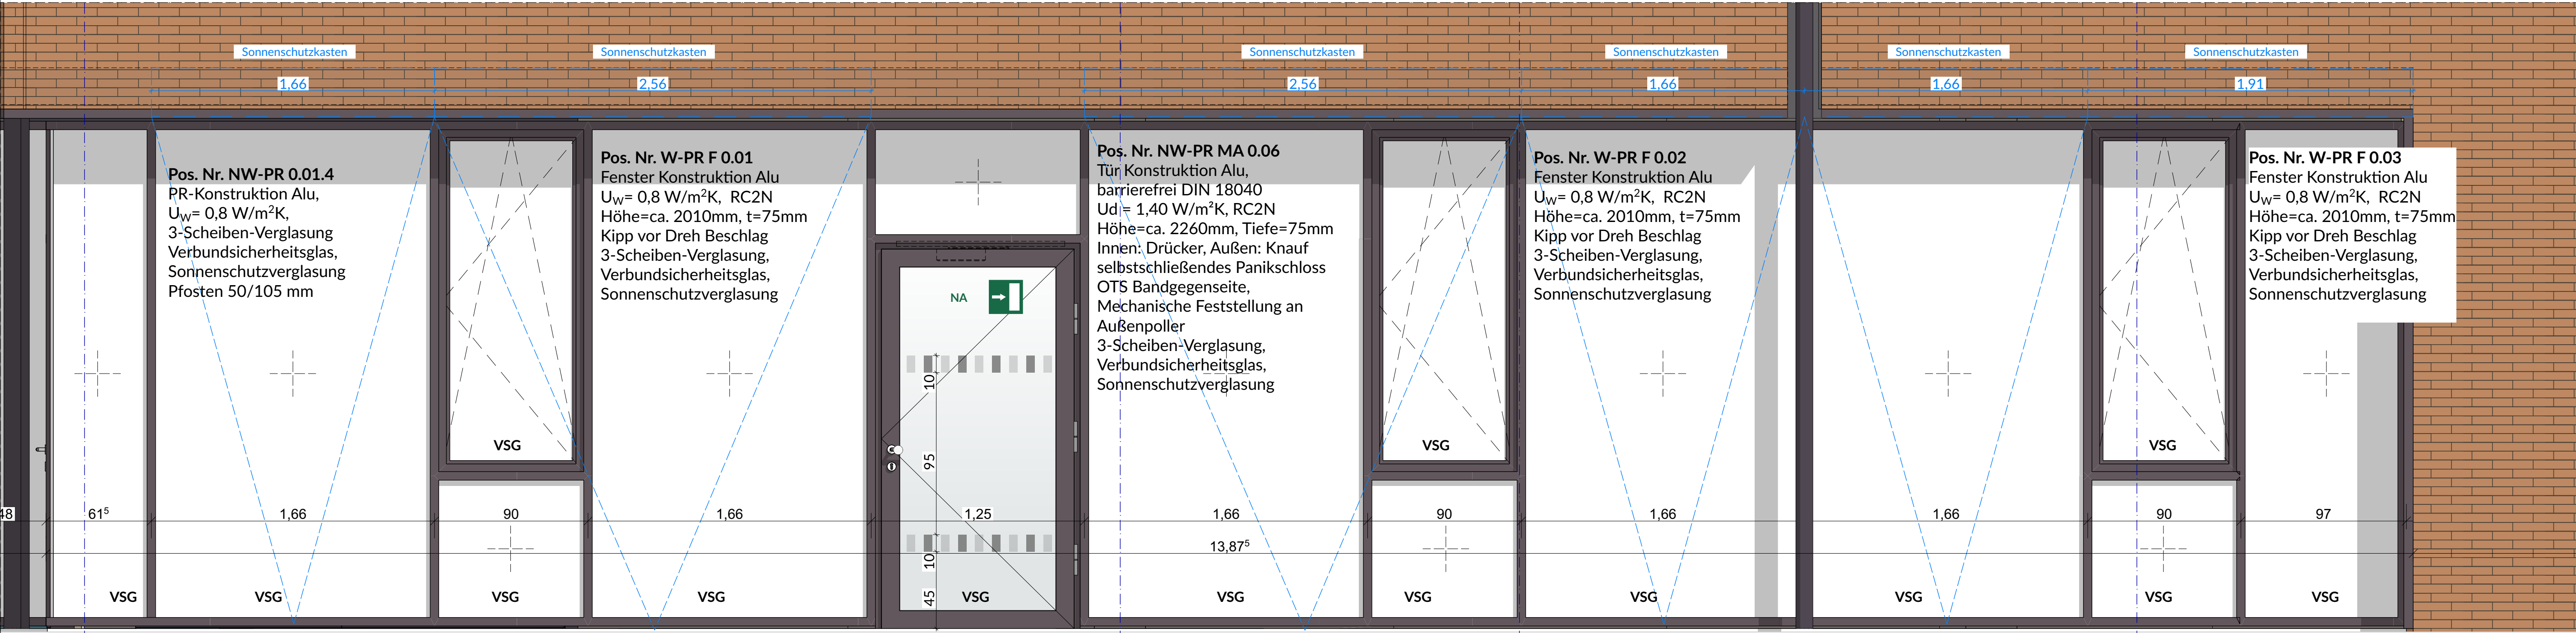 Sonnenschutzkasten
Sonnenschutzkasten
Sonnenschutzkasten
Sonnenschutzkasten
Sonnenschutzkasten
Sonnenschutzkasten
1,66
2,56
2,56
1,66
1,66
1,91
Pos. Nr. NW-PR 0.01.4
PR-Konstruktion Alu,
UW= 0,8 W/m²K,
3-Scheiben-Verglasung
Verbundsicherheitsglas,
Sonnenschutzverglasung
Pfosten 50/105 mm
Pos. Nr. W-PR F 0.01
Fenster Konstruktion Alu
UW= 0,8 W/m²K, RC2N
Höhe=ca. 2010mm, t=75mm
Kipp vor Dreh Beschlag
3-Scheiben-Verglasung,
Verbundsicherheitsglas,
Sonnenschutzverglasung
Pos. Nr. NW-PR MA 0.06
Tür Konstruktion Alu,
barrierefrei DIN 18040
Ud = 1,40 W/m²K, RC2N
Höhe=ca. 2260mm, Tiefe=75mm
Innen: Drücker, Außen: Knauf
selbstschließendes Panikschloss
OTS Bandgegenseite,
Mechanische Feststellung an
Außenpoller
3-Scheiben-Verglasung,
Verbundsicherheitsglas,
Sonnenschutzverglasung
Pos. Nr. W-PR F 0.02
Fenster Konstruktion Alu
UW= 0,8 W/m²K, RC2N
Höhe=ca. 2010mm, t=75mm
Kipp vor Dreh Beschlag
3-Scheiben-Verglasung,
Verbundsicherheitsglas,
Sonnenschutzverglasung
Pos. Nr. W-PR F 0.03
Fenster Konstruktion Alu
UW= 0,8 W/m²K, RC2N
Höhe=ca. 2010mm, t=75mm
Kipp vor Dreh Beschlag
3-Scheiben-Verglasung,
Verbundsicherheitsglas,
Sonnenschutzverglasung
NA
10
95
10
45
VSG
VSG
VSG
48
61⁵
1,66
90
1,66
1,25
1,66
90
1,66
1,66
90
97
13,87⁵
VSG
VSG
VSG
VSG
VSG
VSG
VSG
VSG
VSG
VSG
VSG